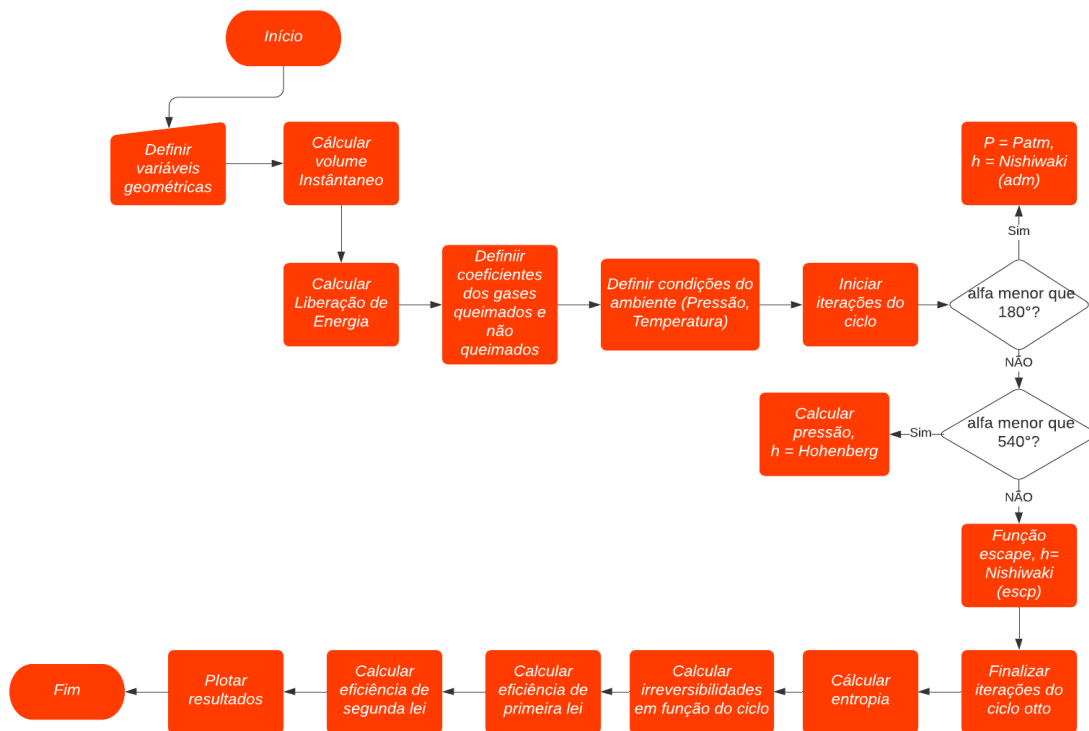 Início
Definir
variáveis
geométricas
Cálcular
volume
Instântaneo
Calcular
Liberação de
Energia
Definiir
coeficientes
dos gases
queimados e
não
queimados
Definir condições do
ambiente (Pressão,
Temperatura)
Iniciar
iterações do
ciclo
alfa menor que
180°?
Sim
P = Patm,
h = Nishiwaki
(adm)
NÃO
alfa menor que
540°?
Sim
Calcular
pressão,
h = Hohenberg
NÃO
Função
escape, h=
Nishiwaki
(escp)
Finalizar
iterações do
ciclo otto
Cálcular
entropia
Calcular
irreversibilidades
em função do ciclo
Calcular
eficiência de
primeira lei
Calcular
eficiência de
segunda lei
Plotar
resultados
Fim